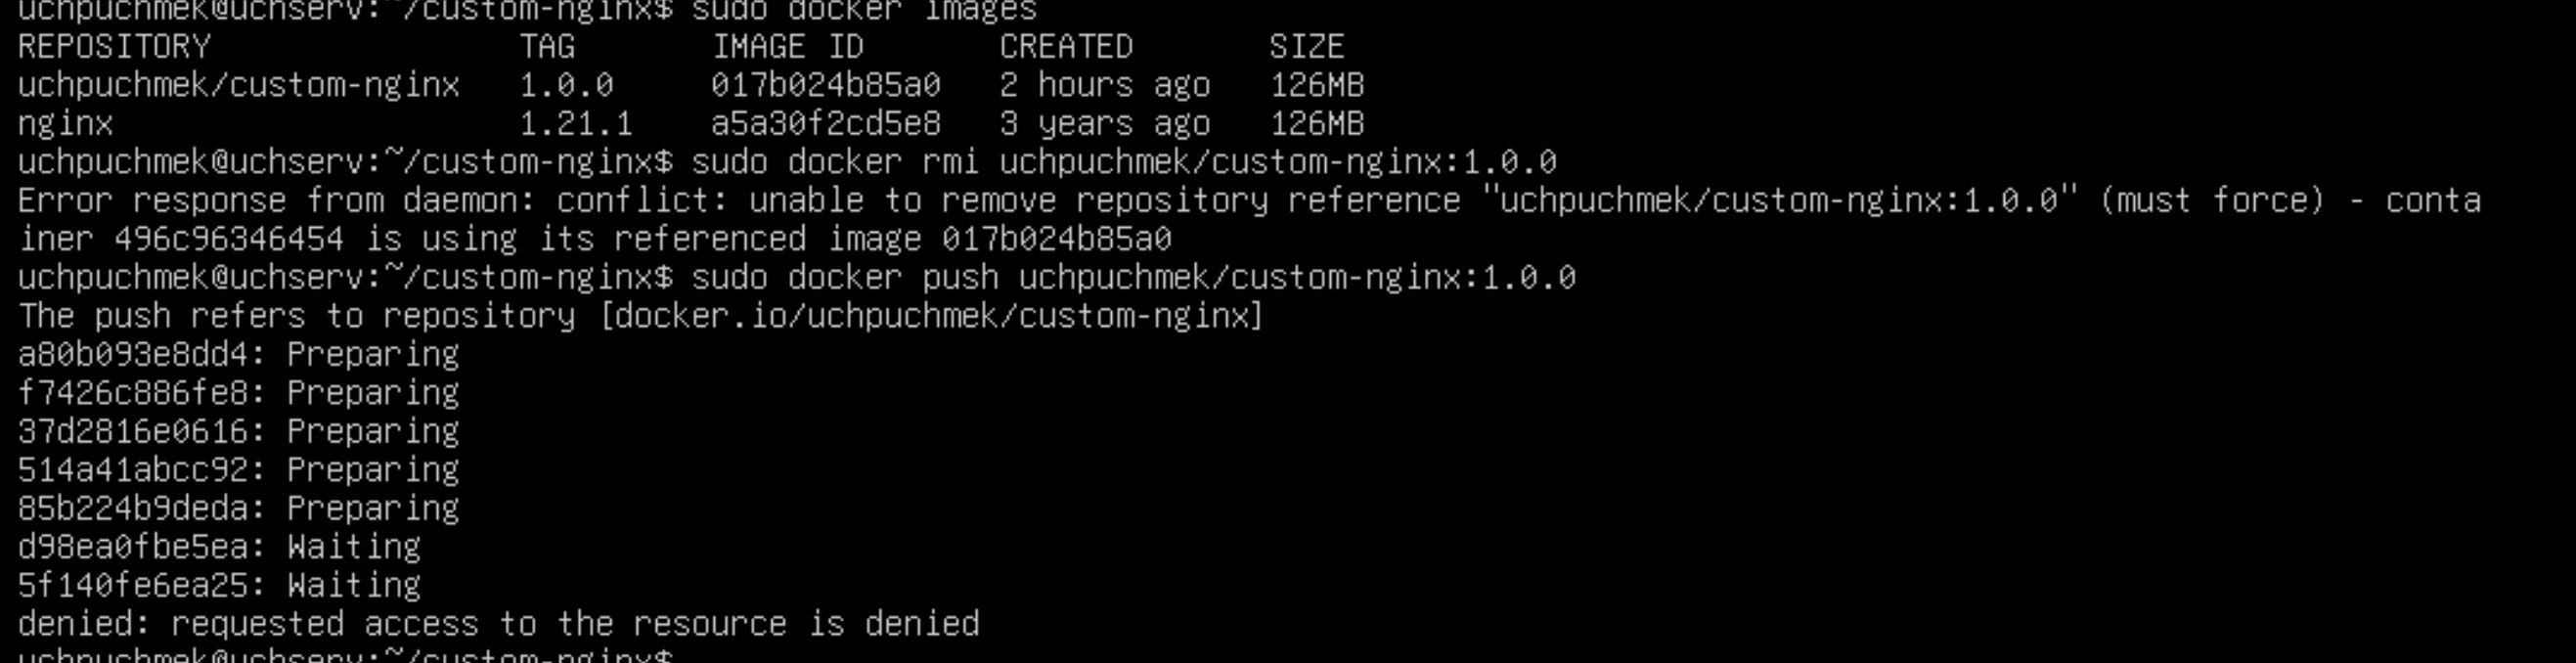 uchpuchmek@uchserv:~/custom-nginx$ sudo docker images
REPOSITORY TAG IMAGE ID CREATED SIZE
uchpuchmek/custom-nginx 1.0.0 017b024b85a0 2 hours ago 126MB
nginx 1.21.1 a5a30f2cd5e8 3 years ago 126MB
uchpuchmek@uchserv:~/custom-nginx$ sudo docker rmi uchpuchmek/custom-nginx:1.0.0
Error response from daemon: conflict: unable to remove repository reference "uchpuchmek/custom-nginx:1.0.0" (must force) - conta
iner 496c96346454 is using its referenced image 017b024b85a0
uchpuchmek@uchserv:~/custom-nginx$ sudo docker push uchpuchmek/custom-nginx:1.0.0
The push refers to repository [docker.io/uchpuchmek/custom-nginx]
a80b093e8dd4: Preparing
f7426c886fe8: Preparing
37d2816e0616: Preparing
514a41abcc92: Preparing
85b224b9deda: Preparing
d98ea0fbe5ea: Waiting
5f140fe6ea25: Waiting
denied: requested access to the resource is denied
uchpuchmek@uchserv:~/custom-nginx$